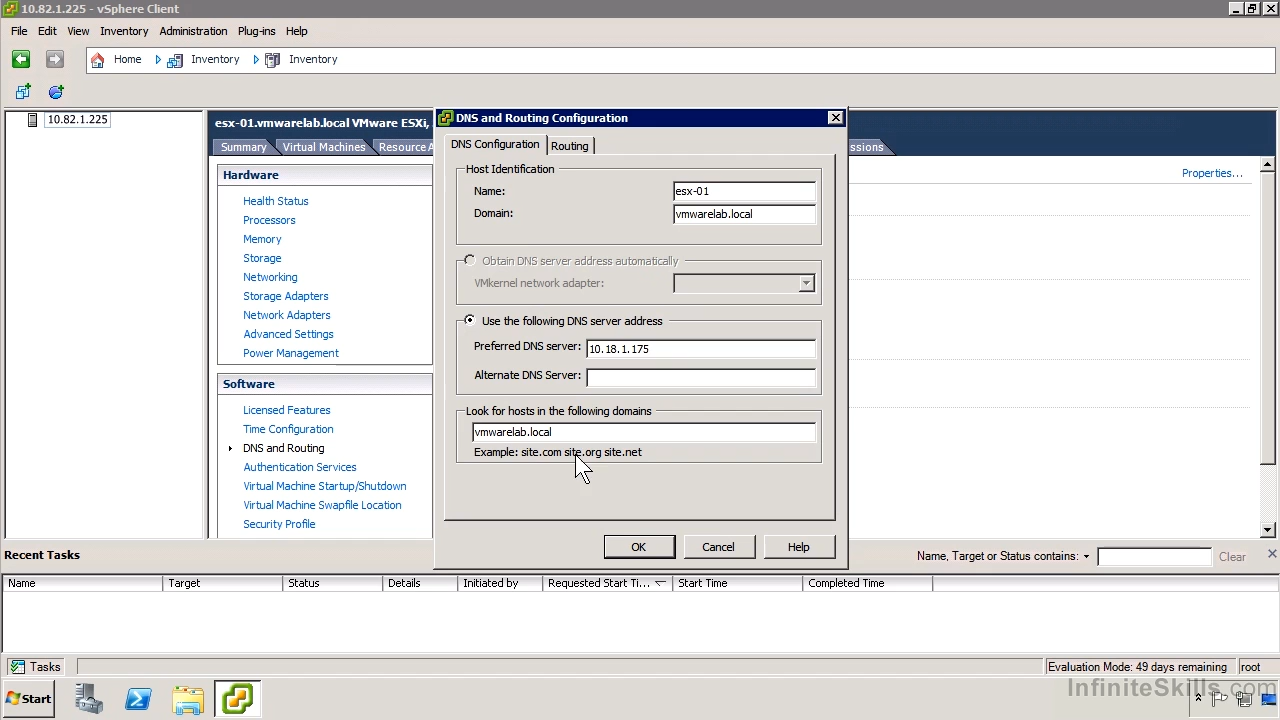 10.82.1.225 - vSphere Client
File Edit View Inventory Administration Plug-ins Help
Home Inventory Inventory
10.82.1.225
esx-01.vmwarelab.local VMware ESXi,
Summary Virtual Machines Resource A ssions
Hardware
Health Status
Processors
Memory
Storage
Networking
Storage Adapters
Network Adapters
Advanced Settings
Power Management
Software
Licensed Features
Time Configuration
DNS and Routing
Authentication Services
Virtual Machine Startup/Shutdown
Virtual Machine Swapfile Location
Security Profile
Properties...
DNS and Routing Configuration
DNS Configuration Routing
Host Identification
Name: esx-01
Domain: vmwarelab.local
Obtain DNS server address automatically
VMkernel network adapter:
Use the following DNS server address
Preferred DNS server: 10.18.1.175
Alternate DNS Server:
Look for hosts in the following domains
vmwarelab.local
Example: site.com site.org site.net
OK Cancel Help
Recent Tasks Name, Target or Status contains: Clear
Name Target Status Details Initiated by Requested Start Ti... Start Time Completed Time
Tasks Evaluation Mode: 49 days remaining root
Start
InfiniteSkills.com